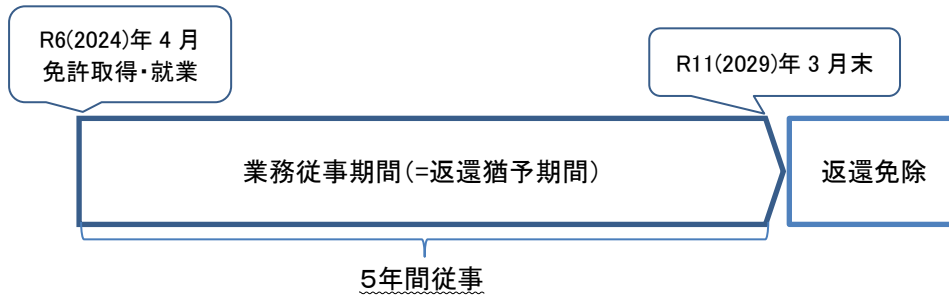 R6(2024)年 4 月
免許取得・就業
R11(2029)年 3 月末
業務従事期間(=返還猶予期間)
返還免除
5年間従事